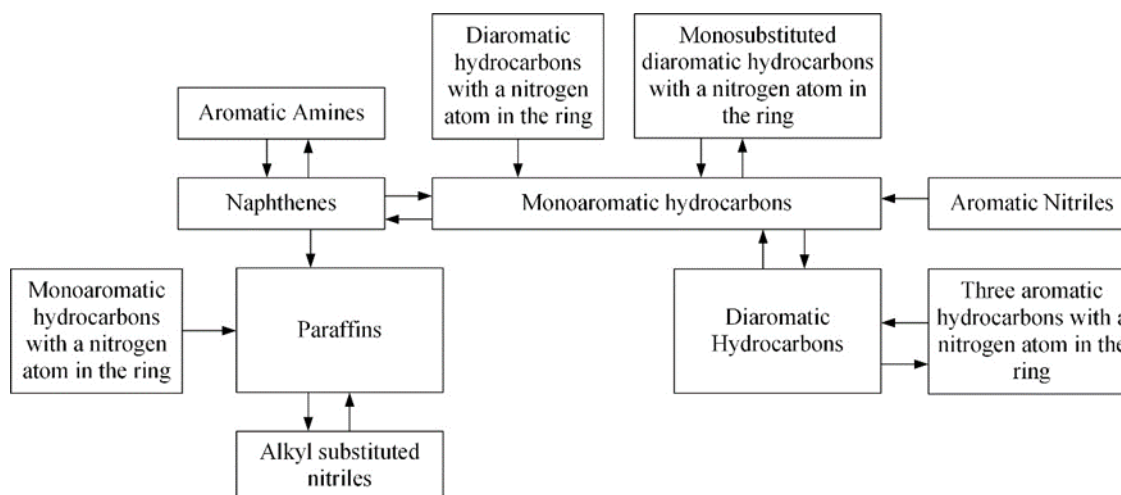 Diaromatic
hydrocarbons
with a nitrogen
atom in the ring
Monosubstituted
diaromatic hydrocarbons
with a nitrogen atom in
the ring
Aromatic Amines
Naphthenes
Monoaromatic hydrocarbons
Aromatic Nitriles
Monoaromatic
hydrocarbons
with a nitrogen
atom in the ring
Paraffins
Diaromatic
Hydrocarbons
Three aromatic
hydrocarbons with a
nitrogen atom in the
ring
Alkyl substituted
nitriles